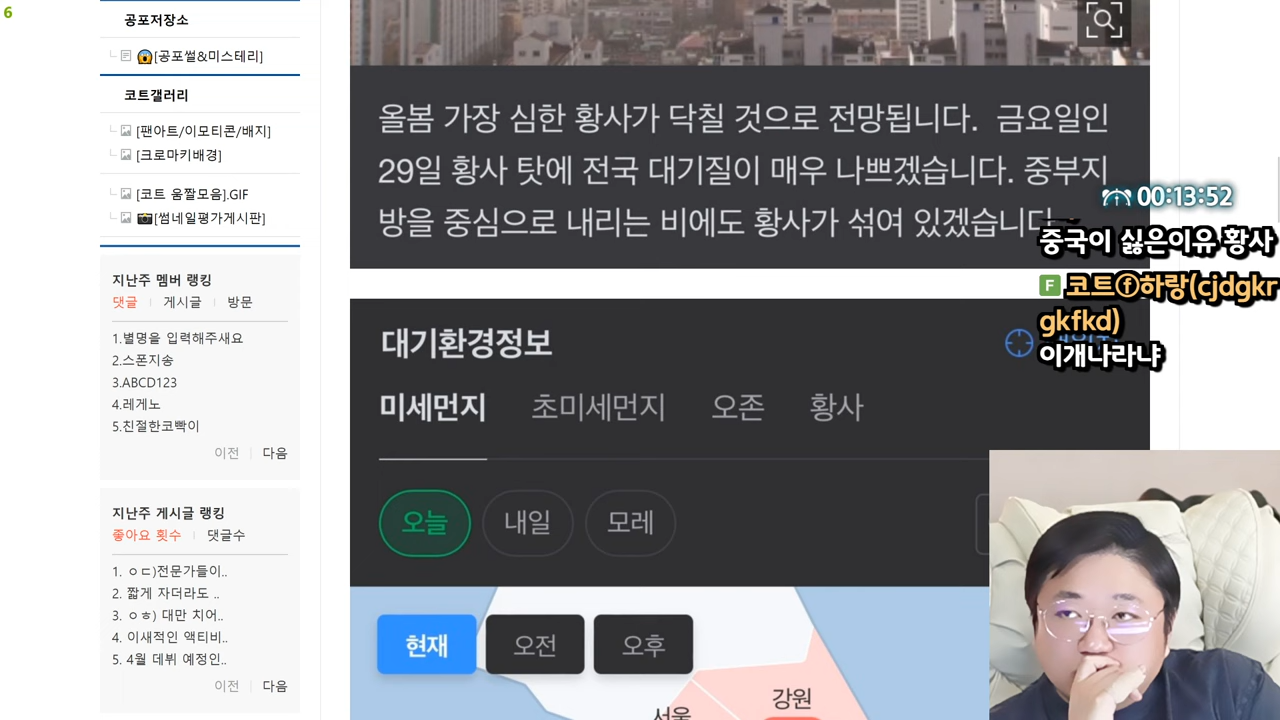 6
공포저장소
[공포썰&미스테리]
코트갤러리
[팬아트/이모티콘/배지]
[크로마키배경]
[코트 움짤모음].GIF
[썸네일평가게시판]
지난주 멤버 랭킹
댓글 게시글 방문
1.별명을 입력해주새요
2.스폰지송
3.ABCD123
4.레게노
5.친절한코빡이
이전 다음
지난주 게시글 랭킹
좋아요 횟수 댓글수
1. ㅇㄷ)전문가들이..
2. 짧게 자더라도 ..
3. ㅇㅎ) 대만 치어..
4. 이새적인 액티비..
5. 4월 데뷔 예정인..
이전 다음
올봄 가장 심한 황사가 닥칠 것으로 전망됩니다. 금요일인
29일 황사 탓에 전국 대기질이 매우 나쁘겠습니다. 중부지
방을 중심으로 내리는 비에도 황사가 섞여 있겠습니다
대기환경정보
미세먼지 초미세먼지 오존 황사
오늘 내일 모레
현재 오전 오후
강원
서울
00:13:52
중국이 싫은이유 황사
F 코트ⓕ하랑(cjdgkr
gkfkd)
이개나라냐